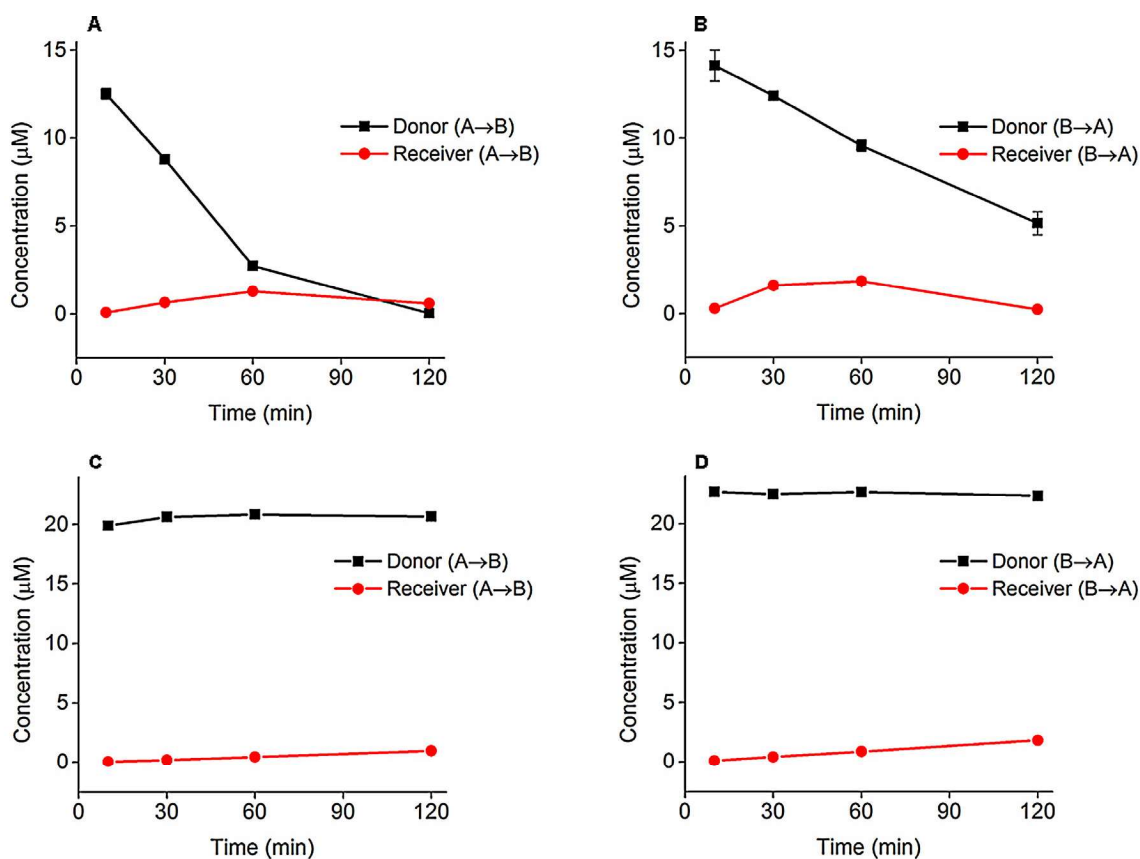 A
15
10
5
0
Concentration (µM)
Donor (A→B)
Receiver (A→B)
0 30 60 90 120
Time (min)
B
15
10
5
0
Concentration (µM)
Donor (B→A)
Receiver (B→A)
0 30 60 90 120
Time (min)
C
20
15
10
5
0
Concentration (µM)
Donor (A→B)
Receiver (A→B)
0 30 60 90 120
Time (min)
D
20
15
10
5
0
Concentration (µM)
Donor (B→A)
Receiver (B→A)
0 30 60 90 120
Time (min)